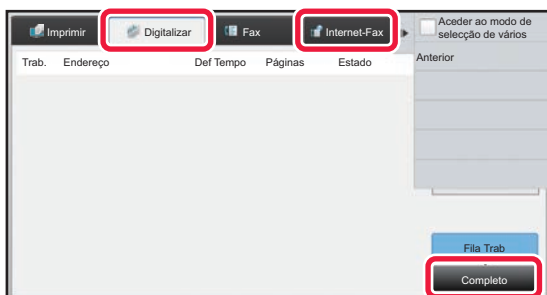 Imprimir Digitalizar Fax Internet-Fax
Aceder ao modo de
selecção de vários
Trab. Endereço Def Tempo Páginas Estado
Anterior
Fila Trab
Completo